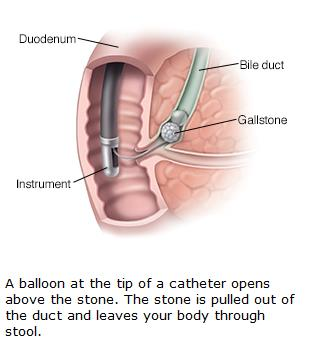 Duodenum
Bile duct
Gallstone
Instrument
A balloon at the tip of a catheter opens
above the stone. The stone is pulled out of
the duct and leaves your body through
stool.